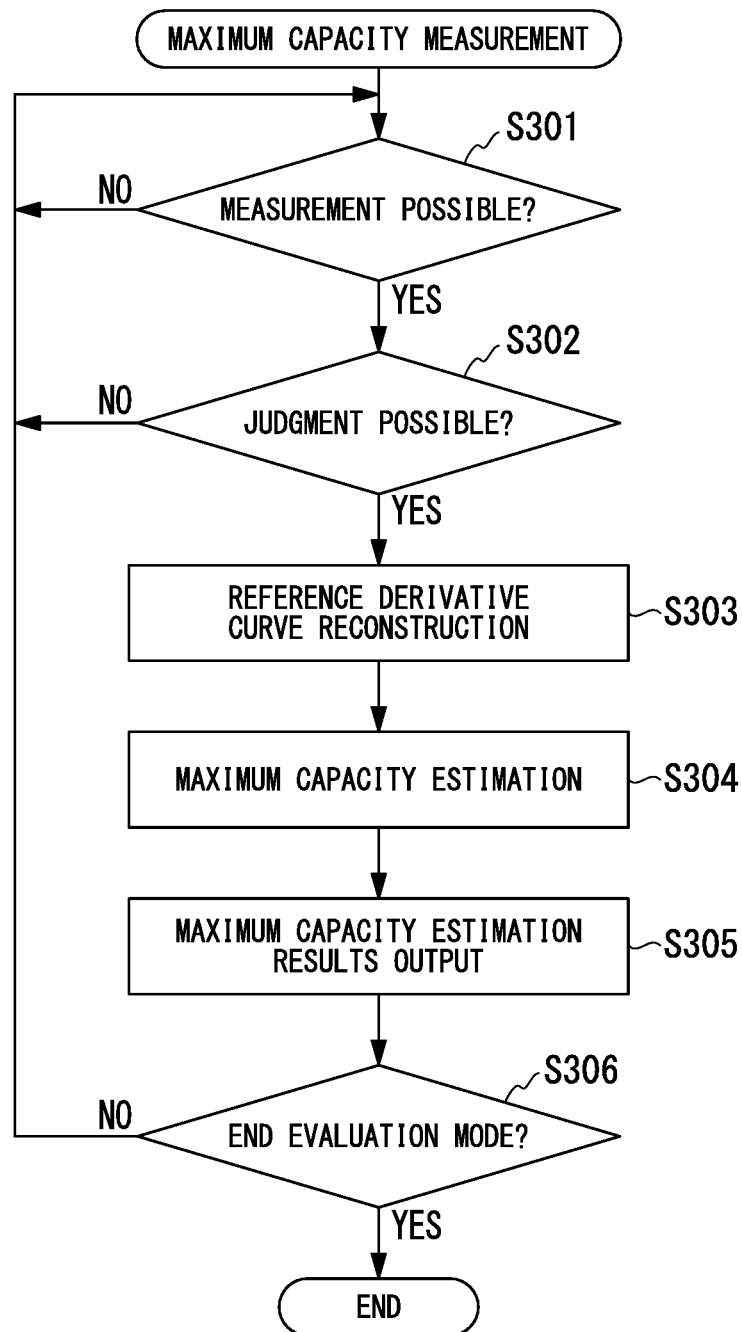 MAXIMUM CAPACITY MEASUREMENT
S301
NO
MEASUREMENT POSSIBLE?
YES
S302
NO
JUDGMENT POSSIBLE?
YES
REFERENCE DERIVATIVE
CURVE RECONSTRUCTION
S303
MAXIMUM CAPACITY ESTIMATION
S304
MAXIMUM CAPACITY ESTIMATION
RESULTS OUTPUT
S305
S306
NO
END EVALUATION MODE?
YES
END